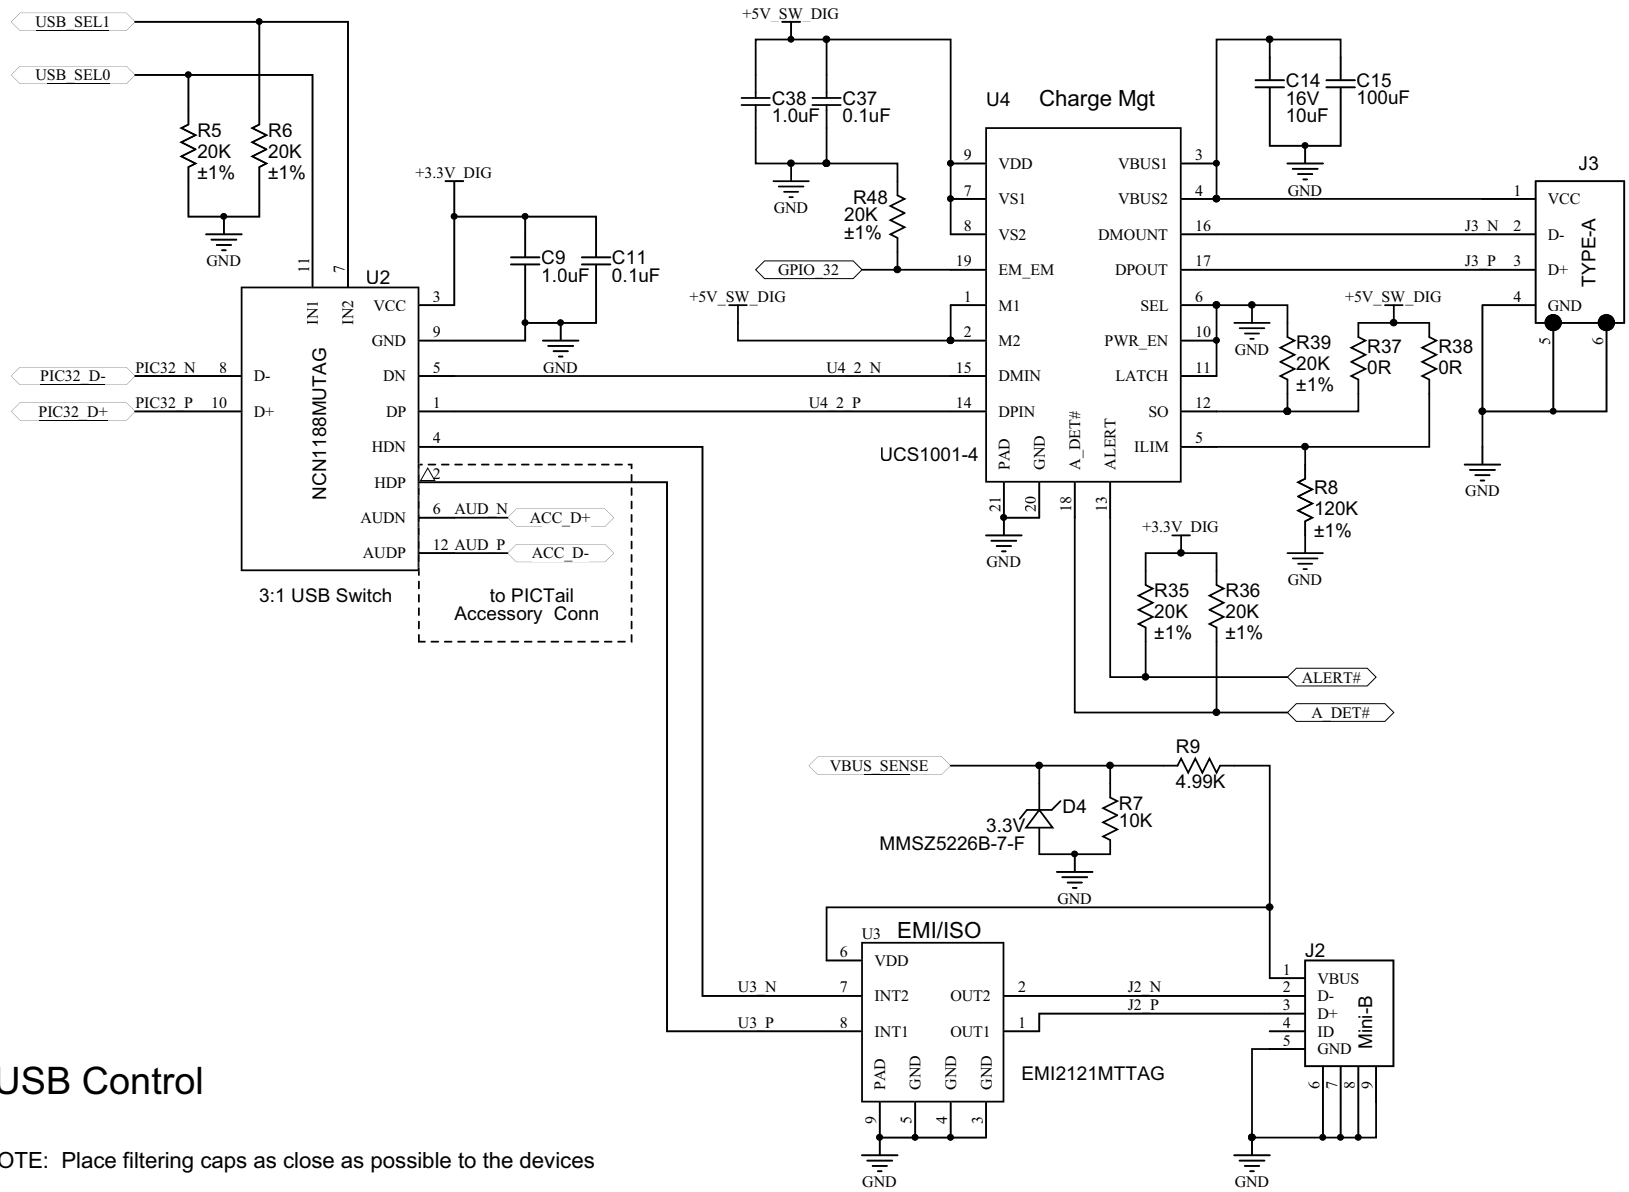 USB_SEL1
USB_SEL0
R5
20K
±1%
R6
20K
±1%
GND
+3.3V_DIG
C9
1.0uF
C11
0.1uF
GND
11
7
U2
IN1
IN2
VCC
3
GND
9
PIC32_D-
PIC32_N
8
D-
DN
5
U4_2_N
PIC32_D+
PIC32_P
10
D+
DP
1
U4_2_P
NCN1188MUTAG
HDN
4
HDP
2
AUDN
6
AUD_N
ACC_D+
AUDP
12
AUD_P
ACC_D-
3:1 USB Switch
to PICTail
Accessory Conn
+5V_SW_DIG
C38
1.0uF
C37
0.1uF
GND
R48
20K
±1%
GPIO_32
+5V_SW_DIG
U4
Charge Mgt
9
VDD
7
VS1
8
VS2
19
EM_EM
1
M1
2
M2
15
DMIN
14
DPIN
UCS1001-4
VBUS1
3
VBUS2
4
DMOUNT
16
DPOUT
17
SEL
6
PWR_EN
10
LATCH
11
SO
12
ILIM
5
PAD
GND
A_DET#
ALERT
21
20
18
13
GND
C14
16V
10uF
C15
100uF
GND
J3
1
VCC
J3_N
2
D-
J3_P
3
D+
4
GND
TYPE-A
5
6
GND
+5V_SW_DIG
GND
R39
20K
±1%
R37
0R
R38
0R
R8
120K
±1%
GND
+3.3V_DIG
R35
20K
±1%
R36
20K
±1%
ALERT#
A_DET#
VBUS_SENSE
R9
4.99K
D4
3.3V
MMSZ5226B-7-F
R7
10K
GND
U3
EMI/ISO
6
VDD
U3_N
7
INT2
U3_P
8
INT1
OUT2
2
J2_N
OUT1
1
J2_P
PAD
GND
GND
GND
9
5
4
3
GND
EMI2121MTTAG
J2
1
VBUS
2
D-
3
D+
4
ID
5
GND
Mini-B
6
7
8
9
GND
USB Control
OTE: Place filtering caps as close as possible to the devices